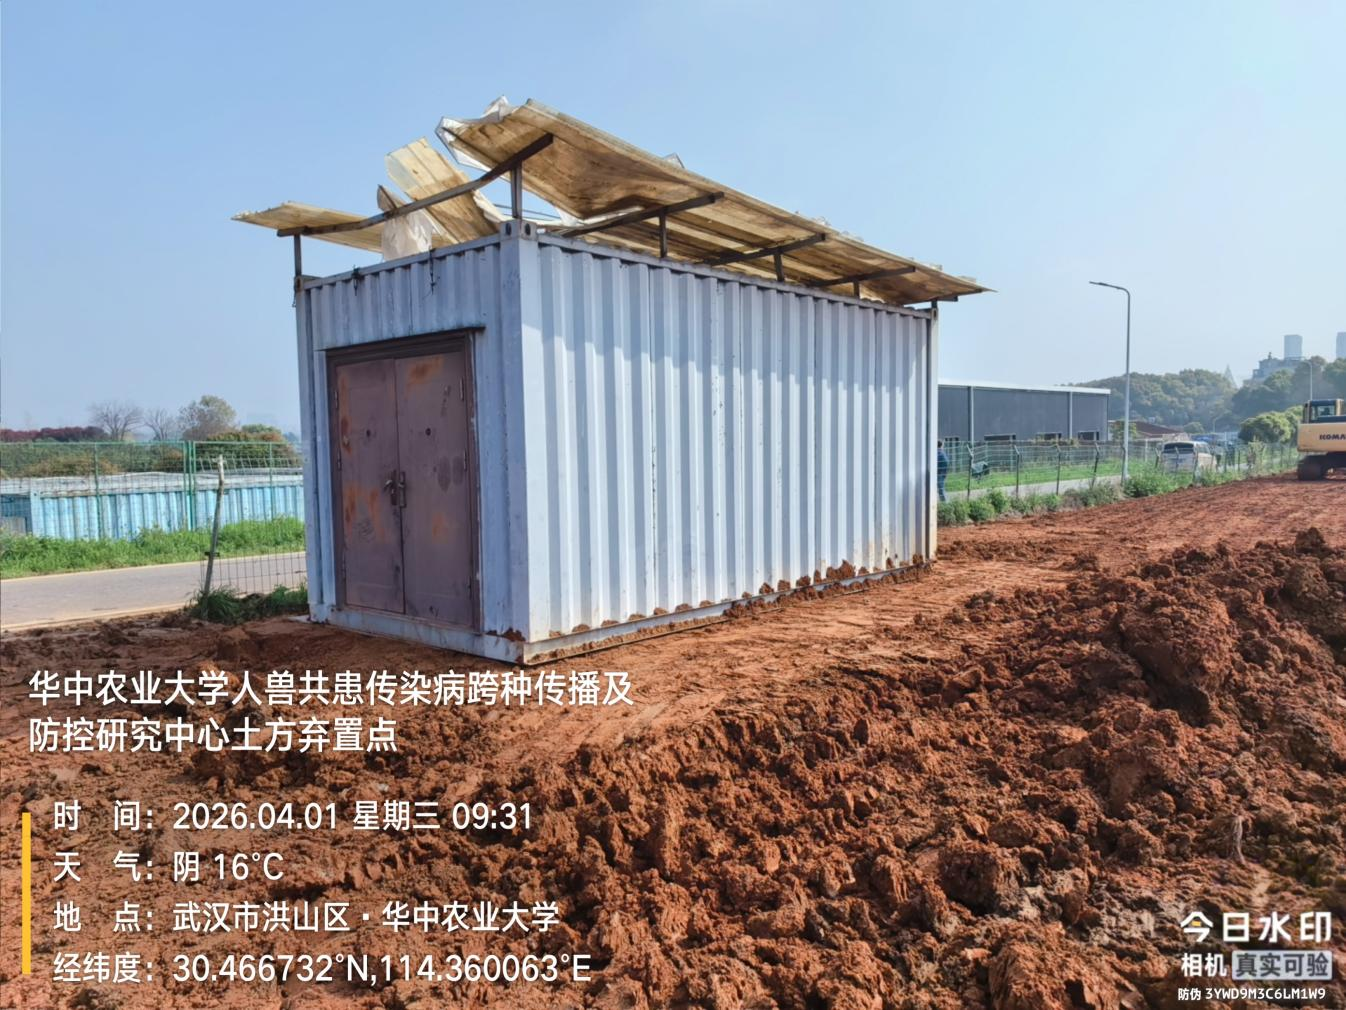 华中农业大学人兽共患传染病跨种传播及
防控研究中心土方弃置点
时 间：2026.04.01 星期三 09:31
天 气：阴 16℃
地 点：武汉市洪山区·华中农业大学
经纬度：30.466732°N,114.360063°E
KOMA
今日水印
相机 真实可验
防伪 3YWD9M3C6LM1W9